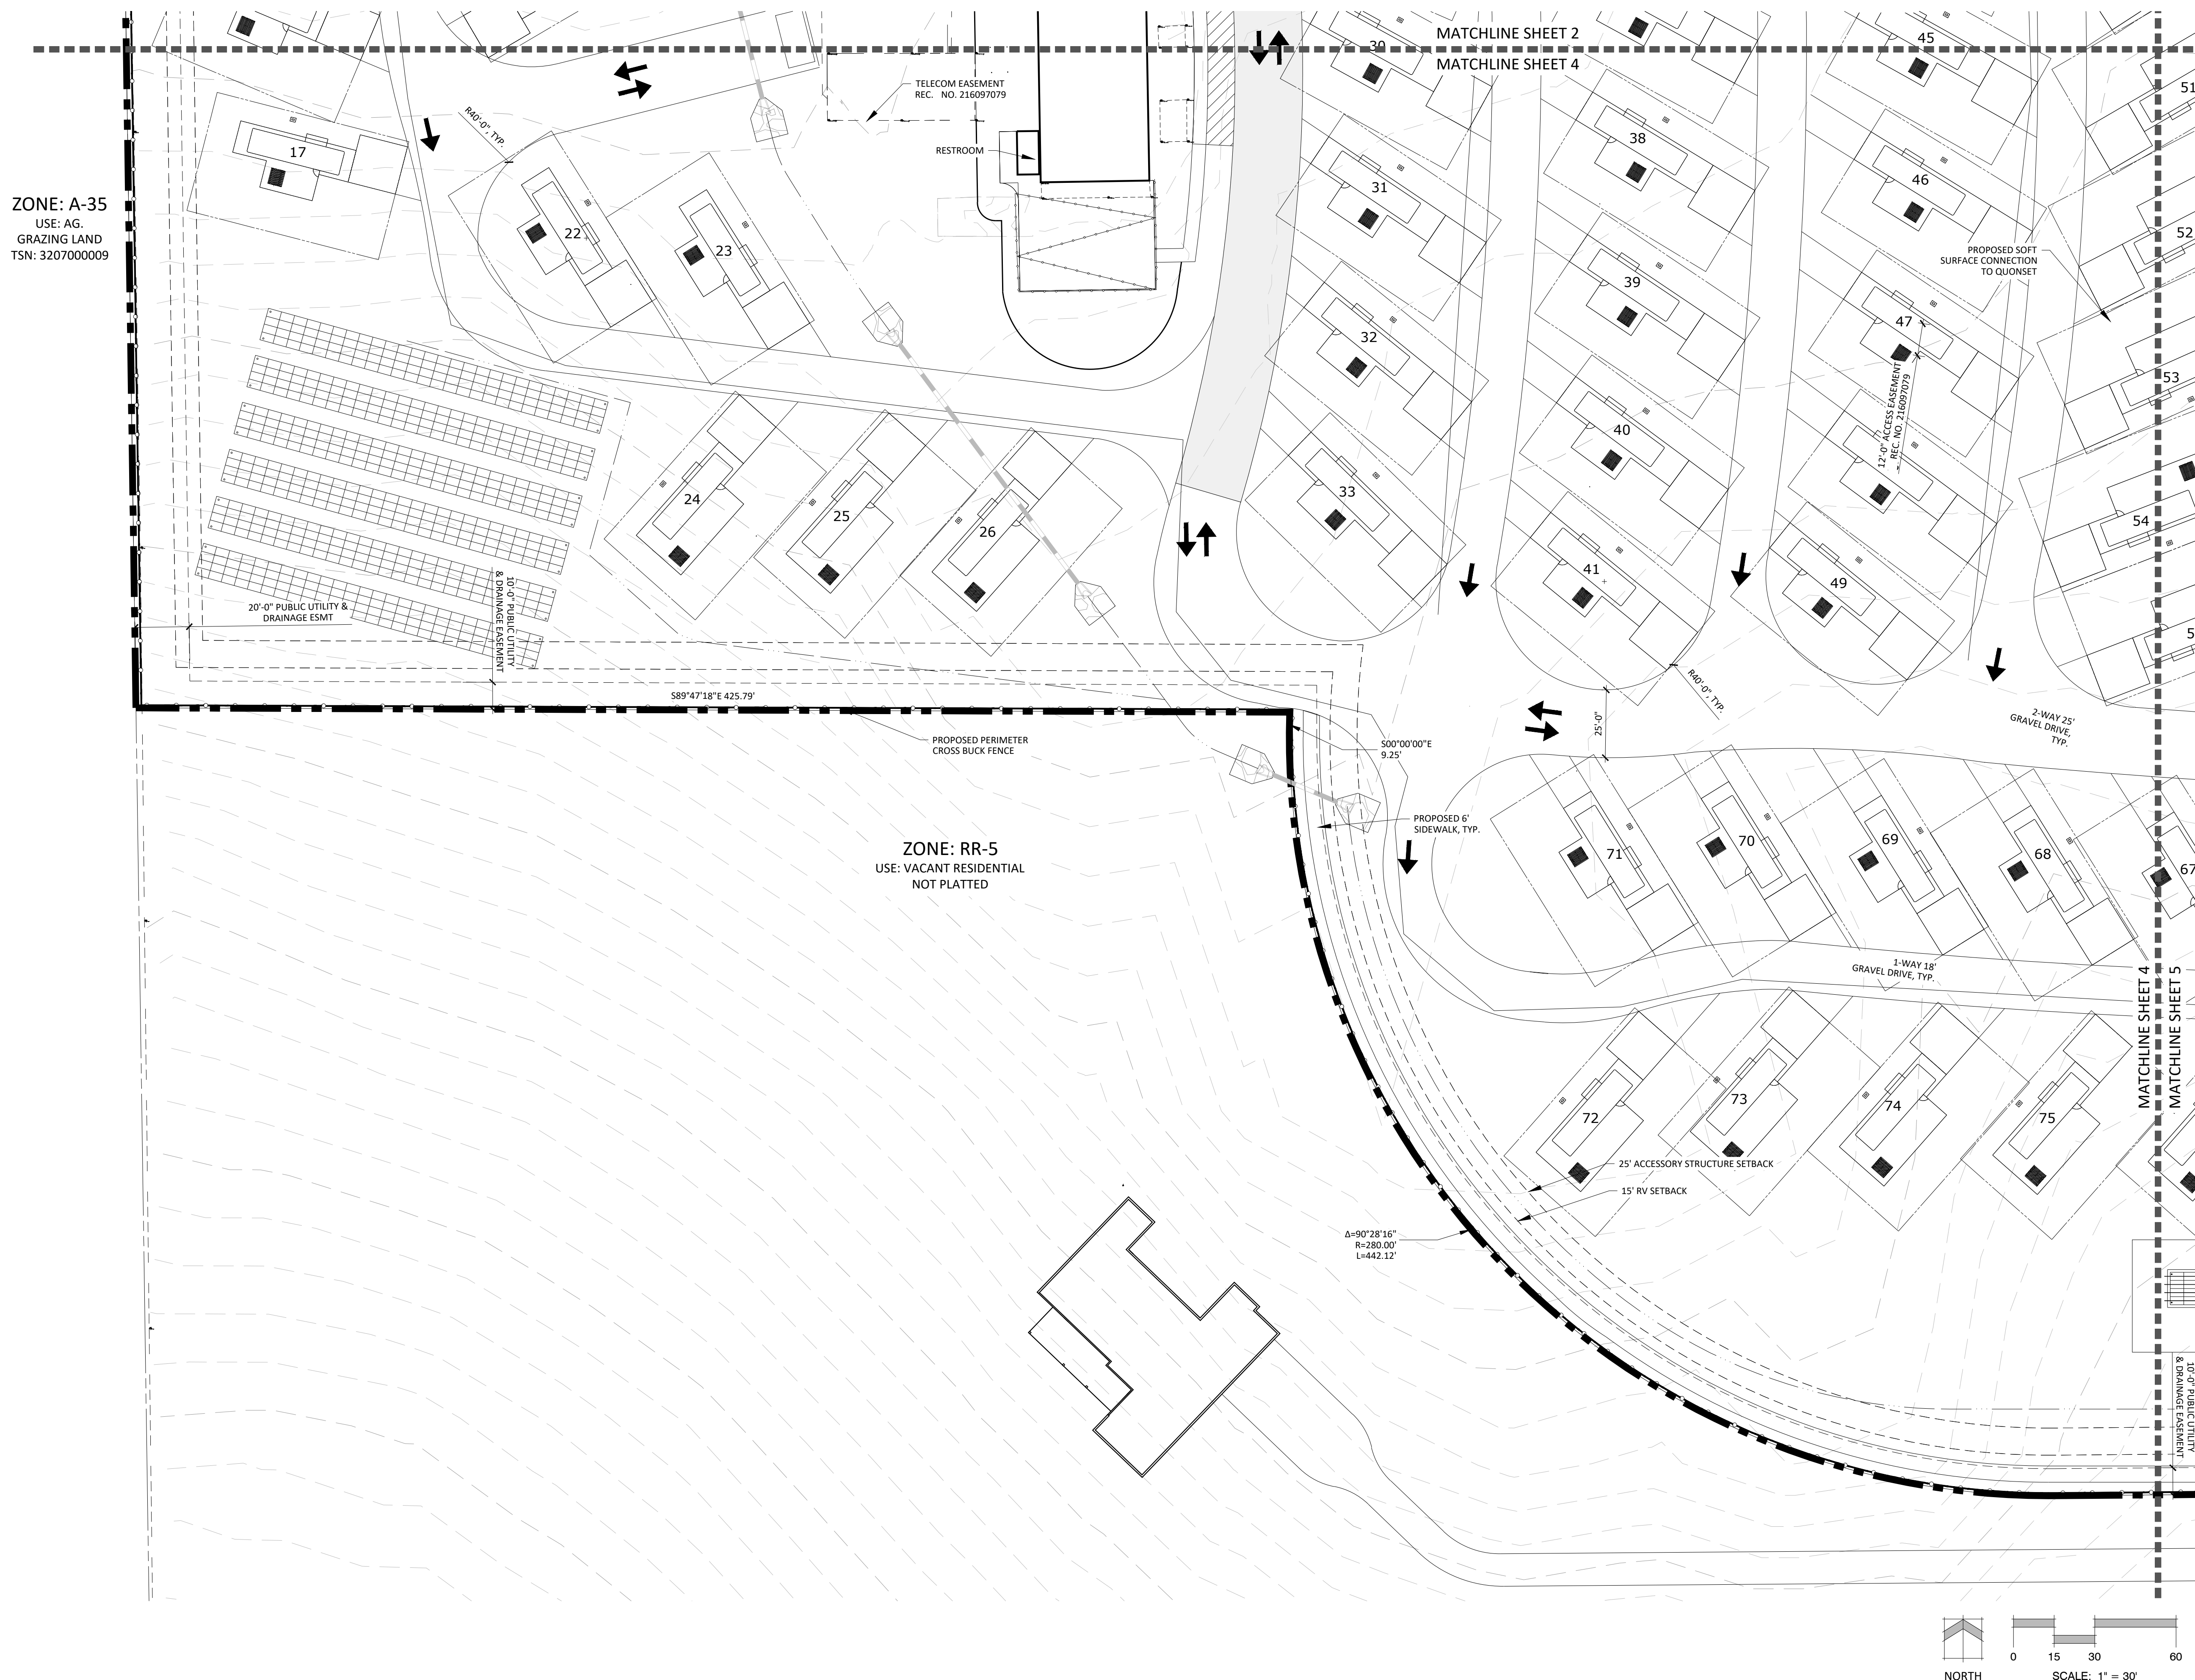 MATCHLINE SHEET 2
MATCHLINE SHEET 4
30
45
51
TELECOM EASEMENT
REC. NO. 216097079
R40'-0", TYP.
RESTROOM
17
22
23
31
38
46
52
ZONE: A-35
USE: AG.
GRAZING LAND
TSN: 3207000009
PROPOSED SOFT
SURFACE CONNECTION
TO QUONSET
32
39
47
53
12'-0" ACCESS EASEMENT
REC. NO. 216097079
24
25
26
33
40
54
41
49
5
20'-0" PUBLIC UTILITY &
DRAINAGE ESMT
10'-0" PUBLIC UTILITY
& DRAINAGE EASEMENT
S89°47'18"E 425.79'
PROPOSED PERIMETER
CROSS BUCK FENCE
S00°00'00"E
9.25'
25'-0"
R40'-0", TYP.
2-WAY 25'
GRAVEL DRIVE,
TYP.
PROPOSED 6'
SIDEWALK, TYP.
ZONE: RR-5
USE: VACANT RESIDENTIAL
NOT PLATTED
71
70
69
68
67
1-WAY 18'
GRAVEL DRIVE, TYP.
MATCHLINE SHEET 4
MATCHLINE SHEET 5
72
73
74
75
25' ACCESSORY STRUCTURE SETBACK
15' RV SETBACK
Δ=90°28'16"
R=280.00'
L=442.12'
10'-0" PUBLIC UTILITY
& DRAINAGE EASEMENT
0 15 30 60
NORTH
SCALE: 1" = 30'